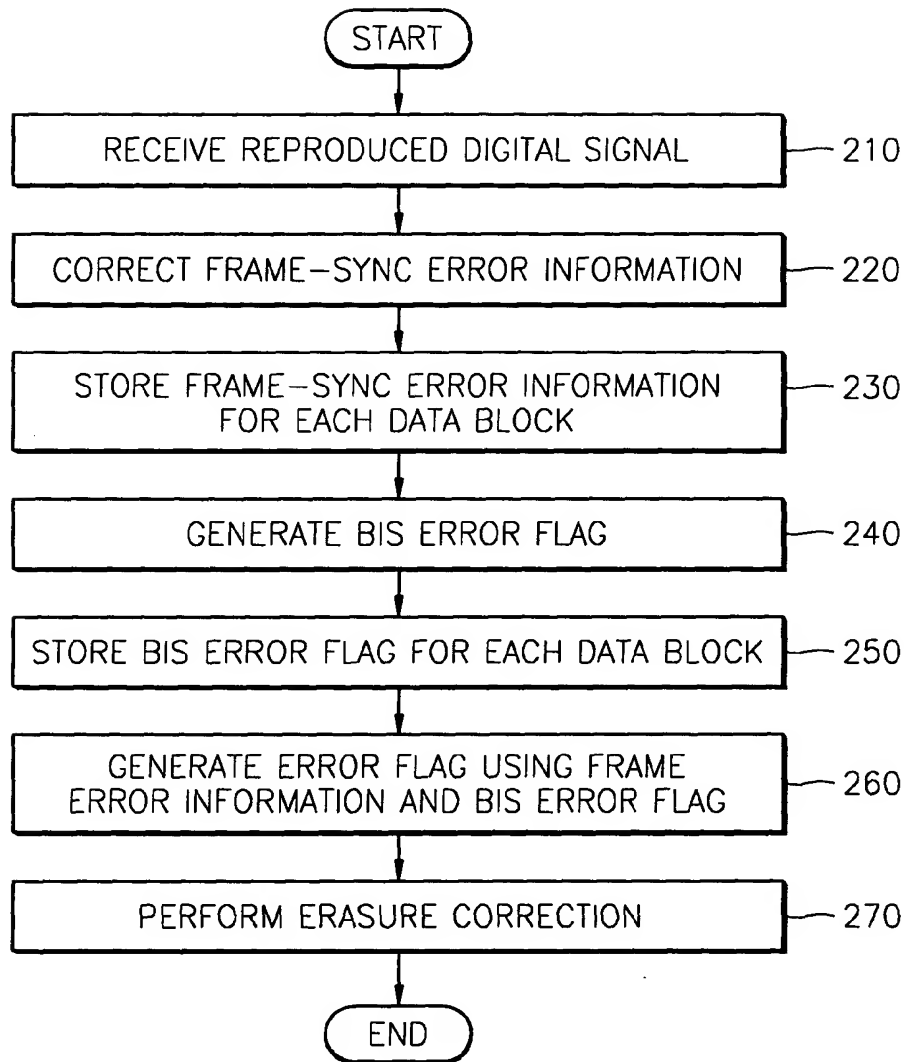 START
RECEIVE REPRODUCED DIGITAL SIGNAL
210
CORRECT FRAME-SYNC ERROR INFORMATION
220
STORE FRAME-SYNC ERROR INFORMATION
FOR EACH DATA BLOCK
230
GENERATE BIS ERROR FLAG
240
STORE BIS ERROR FLAG FOR EACH DATA BLOCK
250
GENERATE ERROR FLAG USING FRAME
ERROR INFORMATION AND BIS ERROR FLAG
260
PERFORM ERASURE CORRECTION
270
END